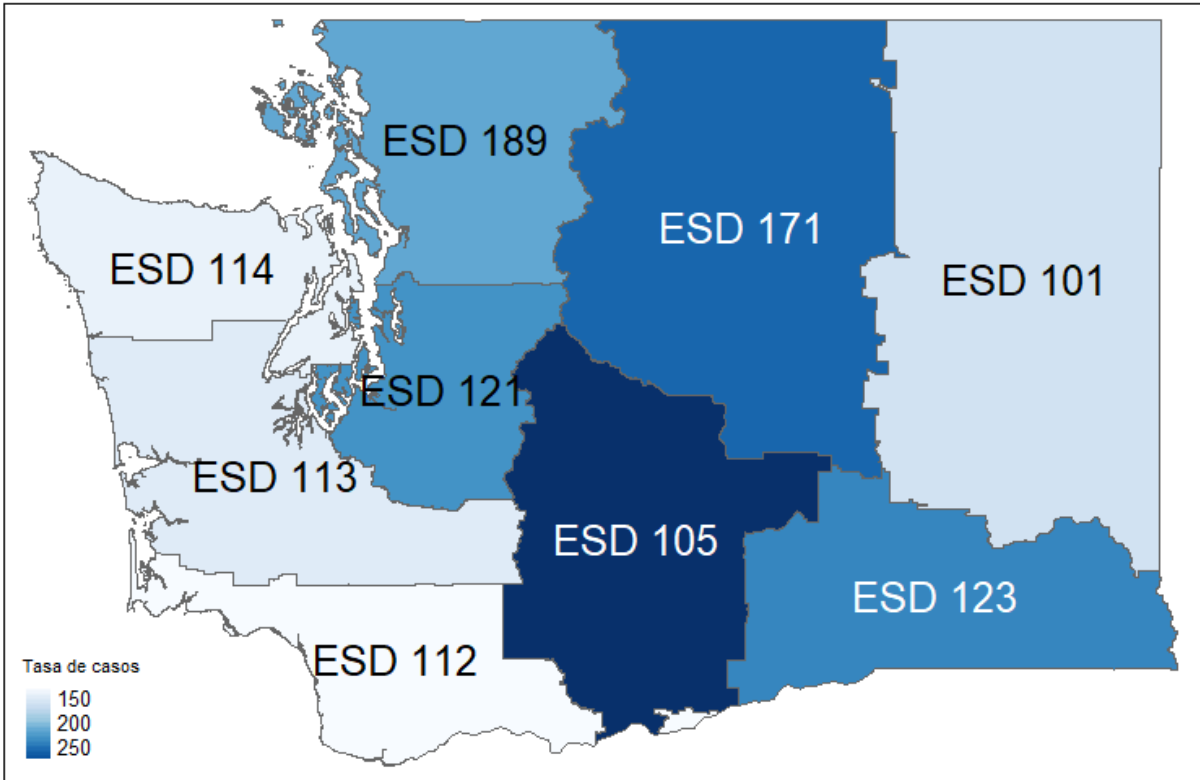 ESD 189
ESD 171
ESD 114
ESD 101
ESD 121
ESD 113
ESD 105
ESD 123
ESD 112
Tasa de casos
150
200
250